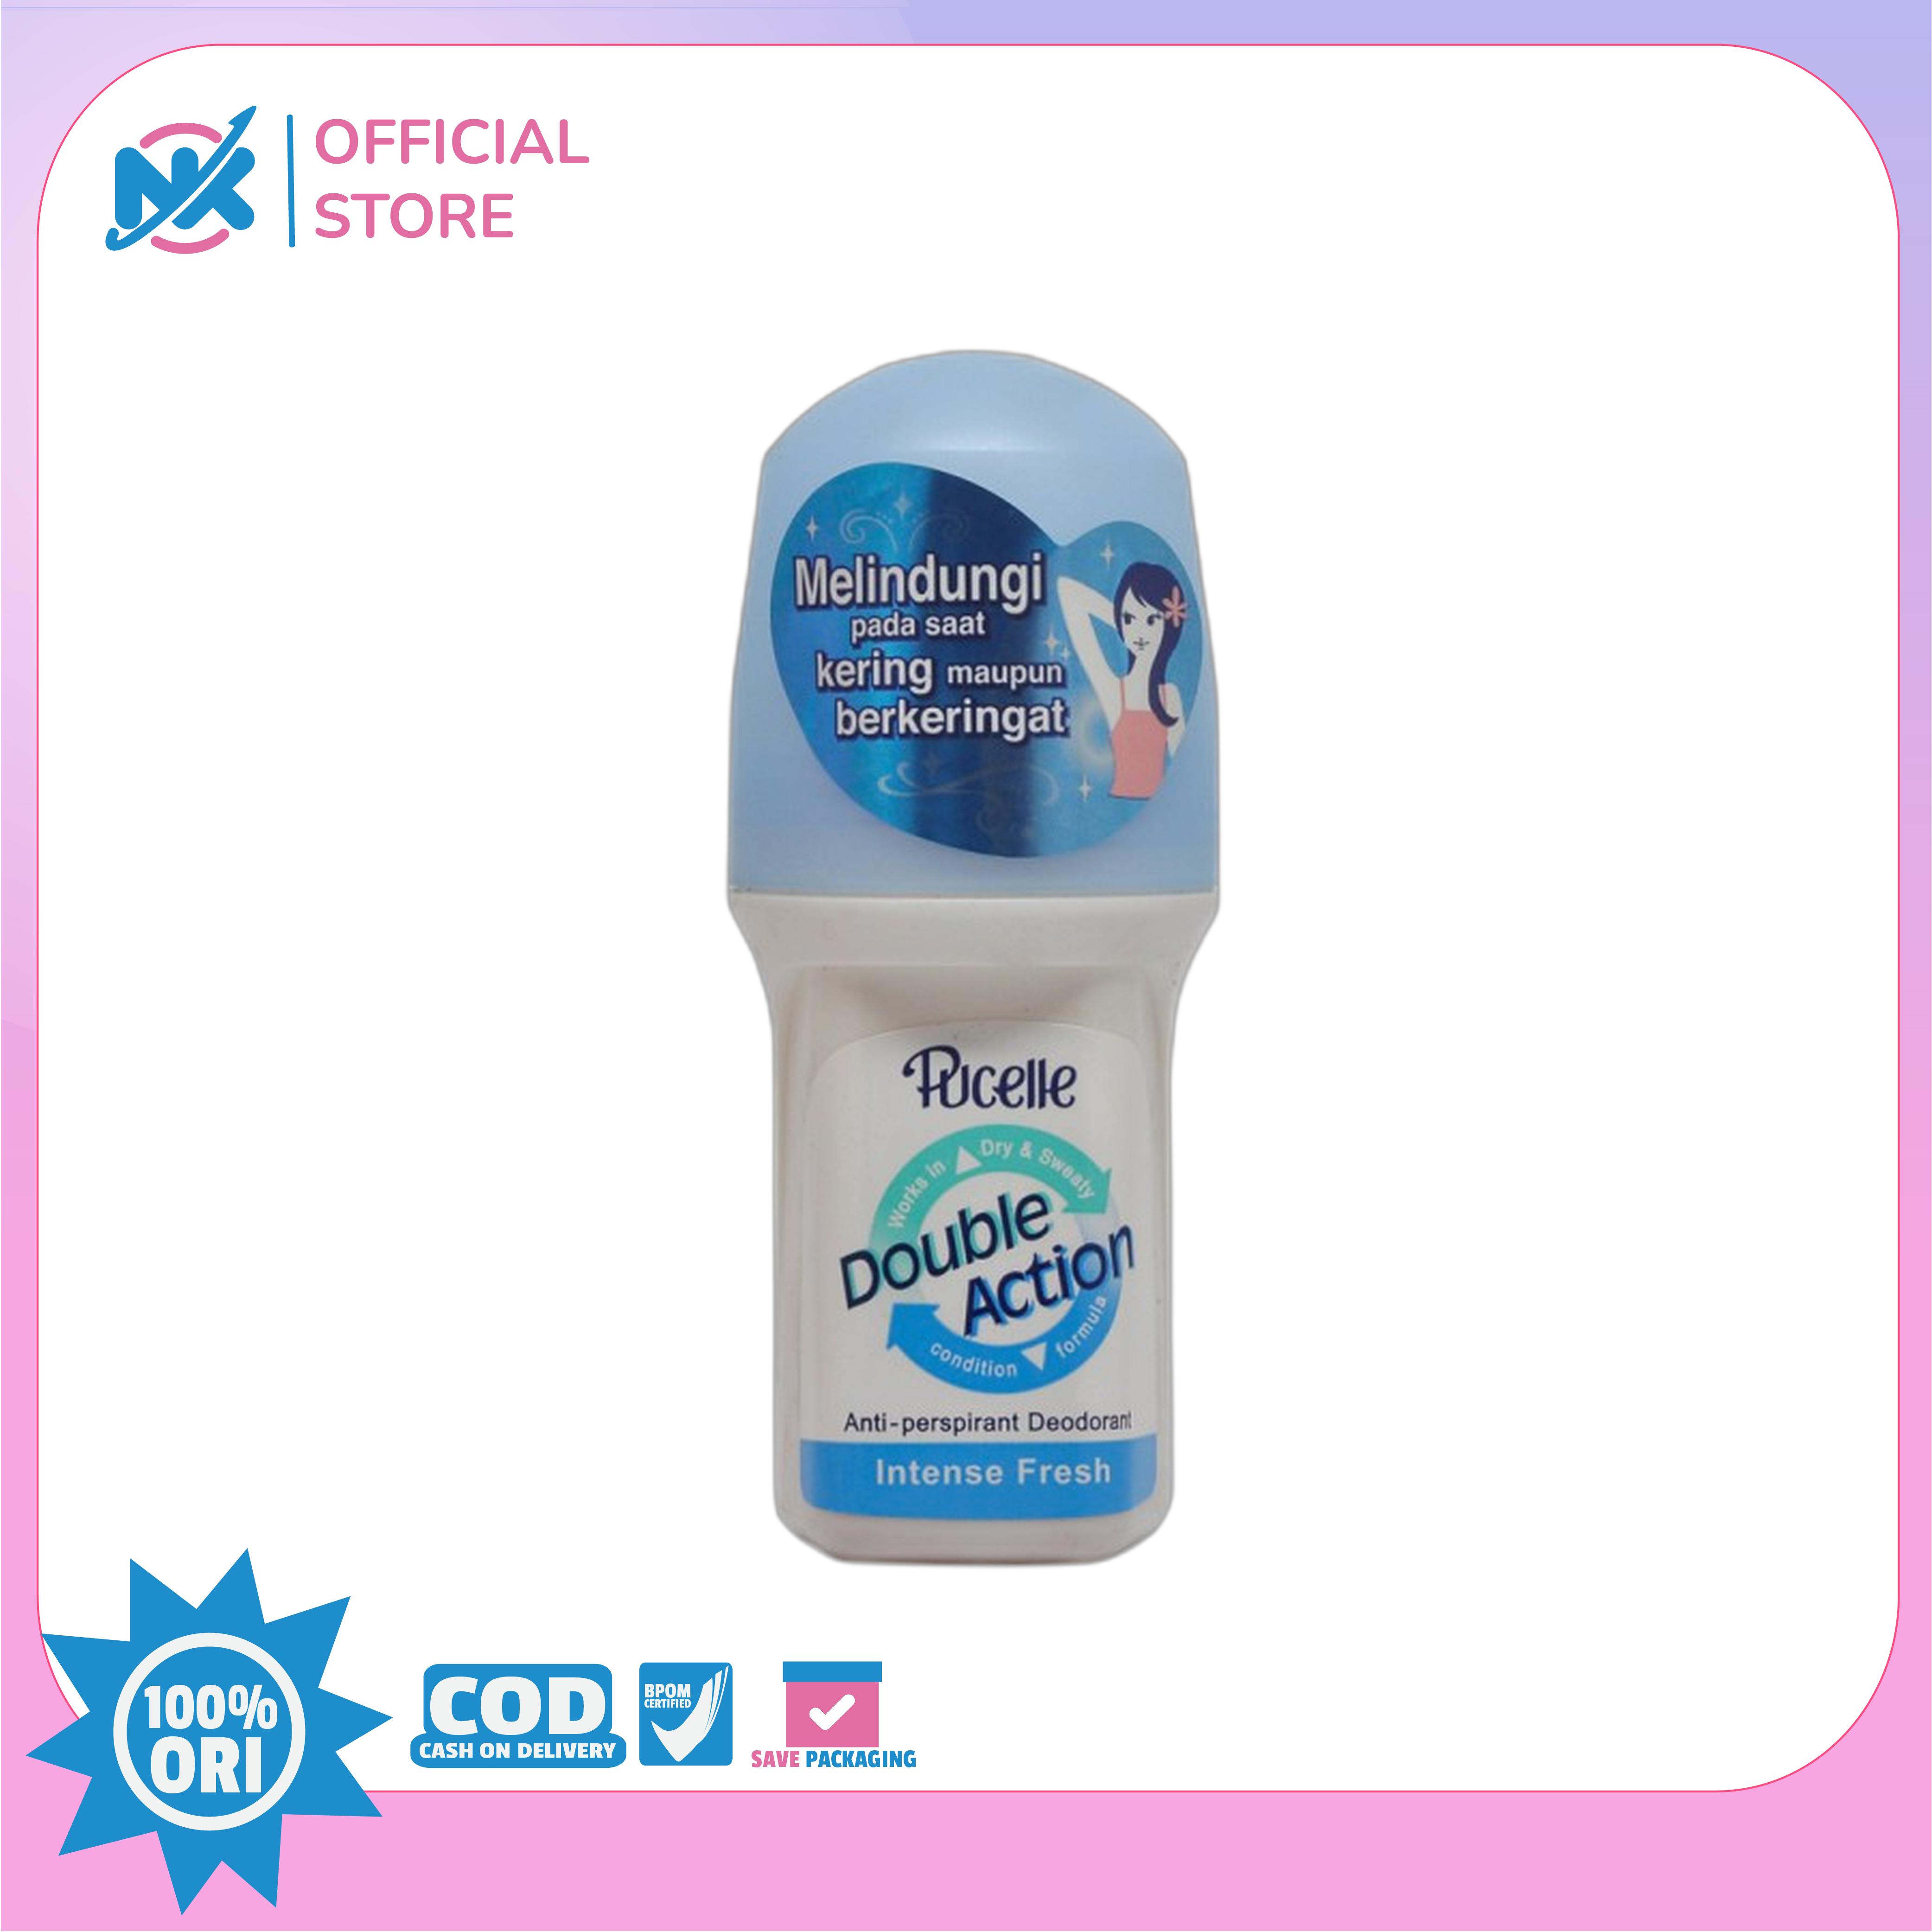 NK
OFFICIAL
STORE
Melindungi
pada saat
kering maupun
berkeringat
Pucelle
Works In Dry & Sweaty
Double
Action
condition formula
Anti-perspirant Deodorant
Intense Fresh
100%
ORI
COD
CASH ON DELIVERY
BPOM
CERTIFIED
SAVE PACKAGING